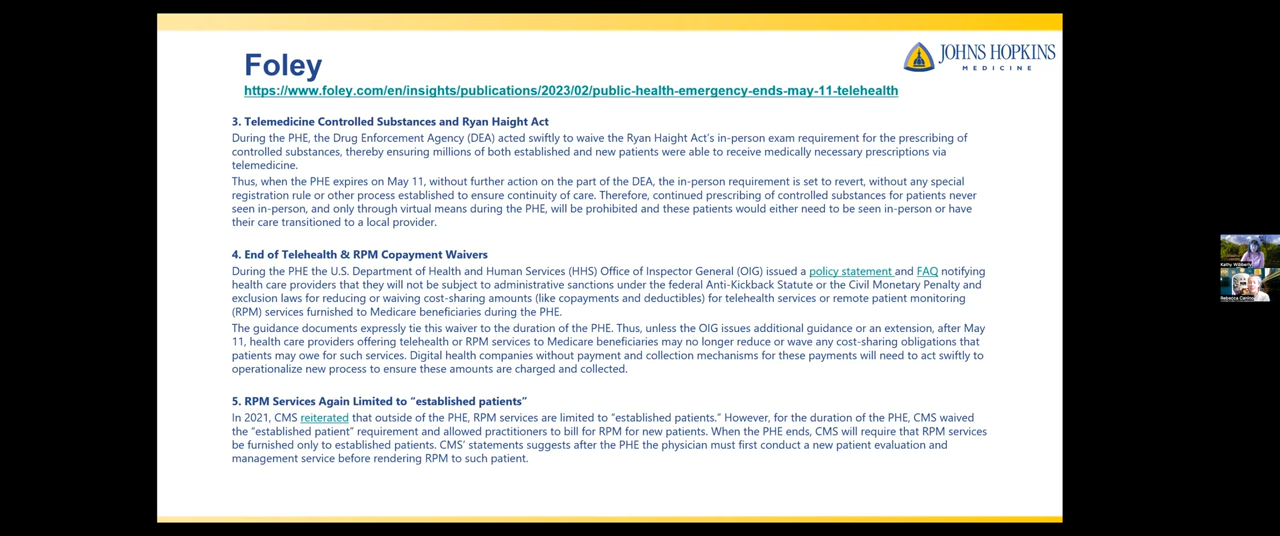 Foley
JOHNS HOPKINS
MEDICINE
https://www.foley.com/en/insights/publications/2023/02/public-health-emergency-ends-may-11-telehealth
3. Telemedicine Controlled Substances and Ryan Haight Act
During the PHE, the Drug Enforcement Agency (DEA) acted swiftly to waive the Ryan Haight Act's in-person exam requirement for the prescribing of
controlled substances, thereby ensuring millions of both established and new patients were able to receive medically necessary prescriptions via
telemedicine.
Thus, when the PHE expires on May 11, without further action on the part of the DEA, the in-person requirement is set to revert, without any special
registration rule or other process established to ensure continuity of care. Therefore, continued prescribing of controlled substances for patients never
seen in-person, and only through virtual means during the PHE, will be prohibited and these patients would either need to be seen in-person or have
their care transitioned to a local provider.
4. End of Telehealth & RPM Copayment Waivers
During the PHE the U.S. Department of Health and Human Services (HHS) Office of Inspector General (OIG) issued a policy statement and FAQ notifying
health care providers that they will not be subject to administrative sanctions under the federal Anti-Kickback Statute or the Civil Monetary Penalty and
exclusion laws for reducing or waiving cost-sharing amounts (like copayments and deductibles) for telehealth services or remote patient monitoring
(RPM) services furnished to Medicare beneficiaries during the PHE.
The guidance documents expressly tie this waiver to the duration of the PHE. Thus, unless the OIG issues additional guidance or an extension, after May
11, health care providers offering telehealth or RPM services to Medicare beneficiaries may no longer reduce or wave any cost-sharing obligations that
patients may owe for such services. Digital health companies without payment and collection mechanisms for these payments will need to act swiftly to
operationalize new process to ensure these amounts are charged and collected.
5. RPM Services Again Limited to "established patients"
In 2021, CMS reiterated that outside of the PHE, RPM services are limited to "established patients." However, for the duration of the PHE, CMS waived
the "established patient" requirement and allowed practitioners to bill for RPM for new patients. When the PHE ends, CMS will require that RPM services
be furnished only to established patients. CMS' statements suggests after the PHE the physician must first conduct a new patient evaluation and
management service before rendering RPM to such patient.
Kathy Wibberly
Rebecca Canino